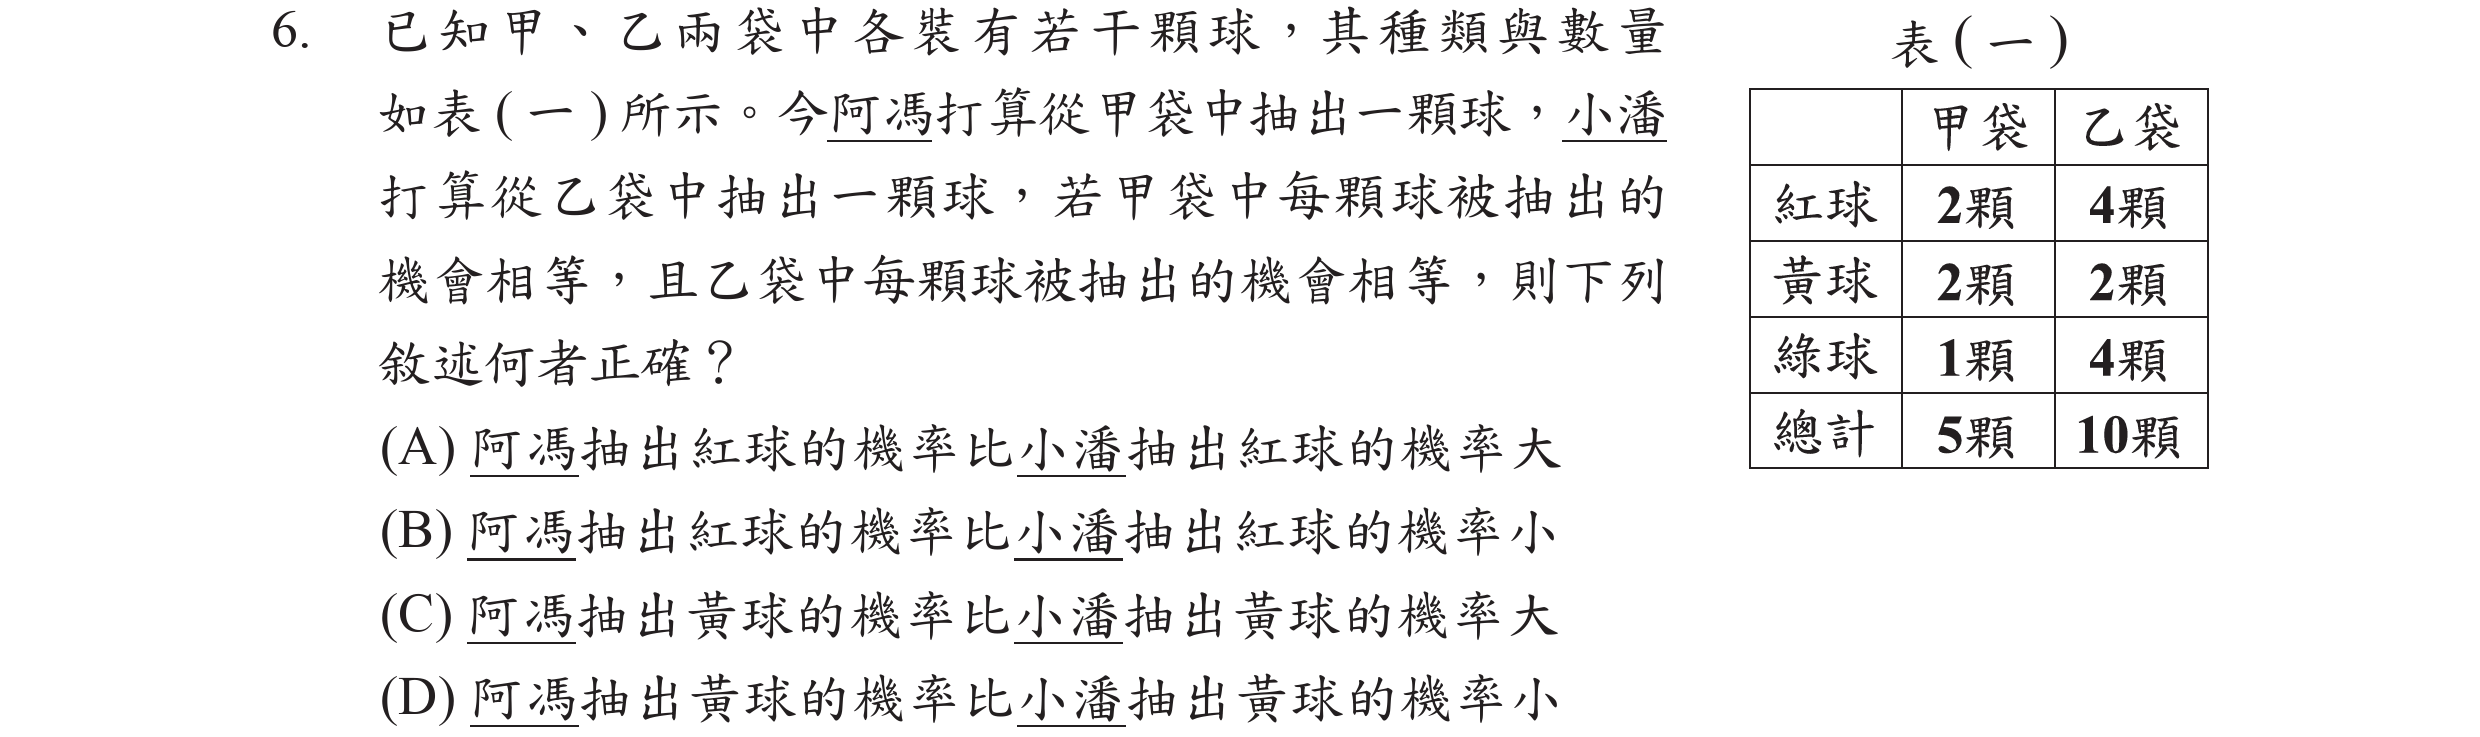 6. 已知甲、乙兩袋中各裝有若干顆球，其種類與數量
如表(一)所示。今阿馮打算從甲袋中抽出一顆球，小潘
打算從乙袋中抽出一顆球，若甲袋中每顆球被抽出的
機會相等，且乙袋中每顆球被抽出的機會相等，則下列
敘述何者正確？
(A) 阿馮抽出紅球的機率比小潘抽出紅球的機率大
(B) 阿馮抽出紅球的機率比小潘抽出紅球的機率小
(C) 阿馮抽出黃球的機率比小潘抽出黃球的機率大
(D) 阿馮抽出黃球的機率比小潘抽出黃球的機率小
表(一)
甲袋 乙袋
紅球 2顆 4顆
黃球 2顆 2顆
綠球 1顆 4顆
總計 5顆 10顆